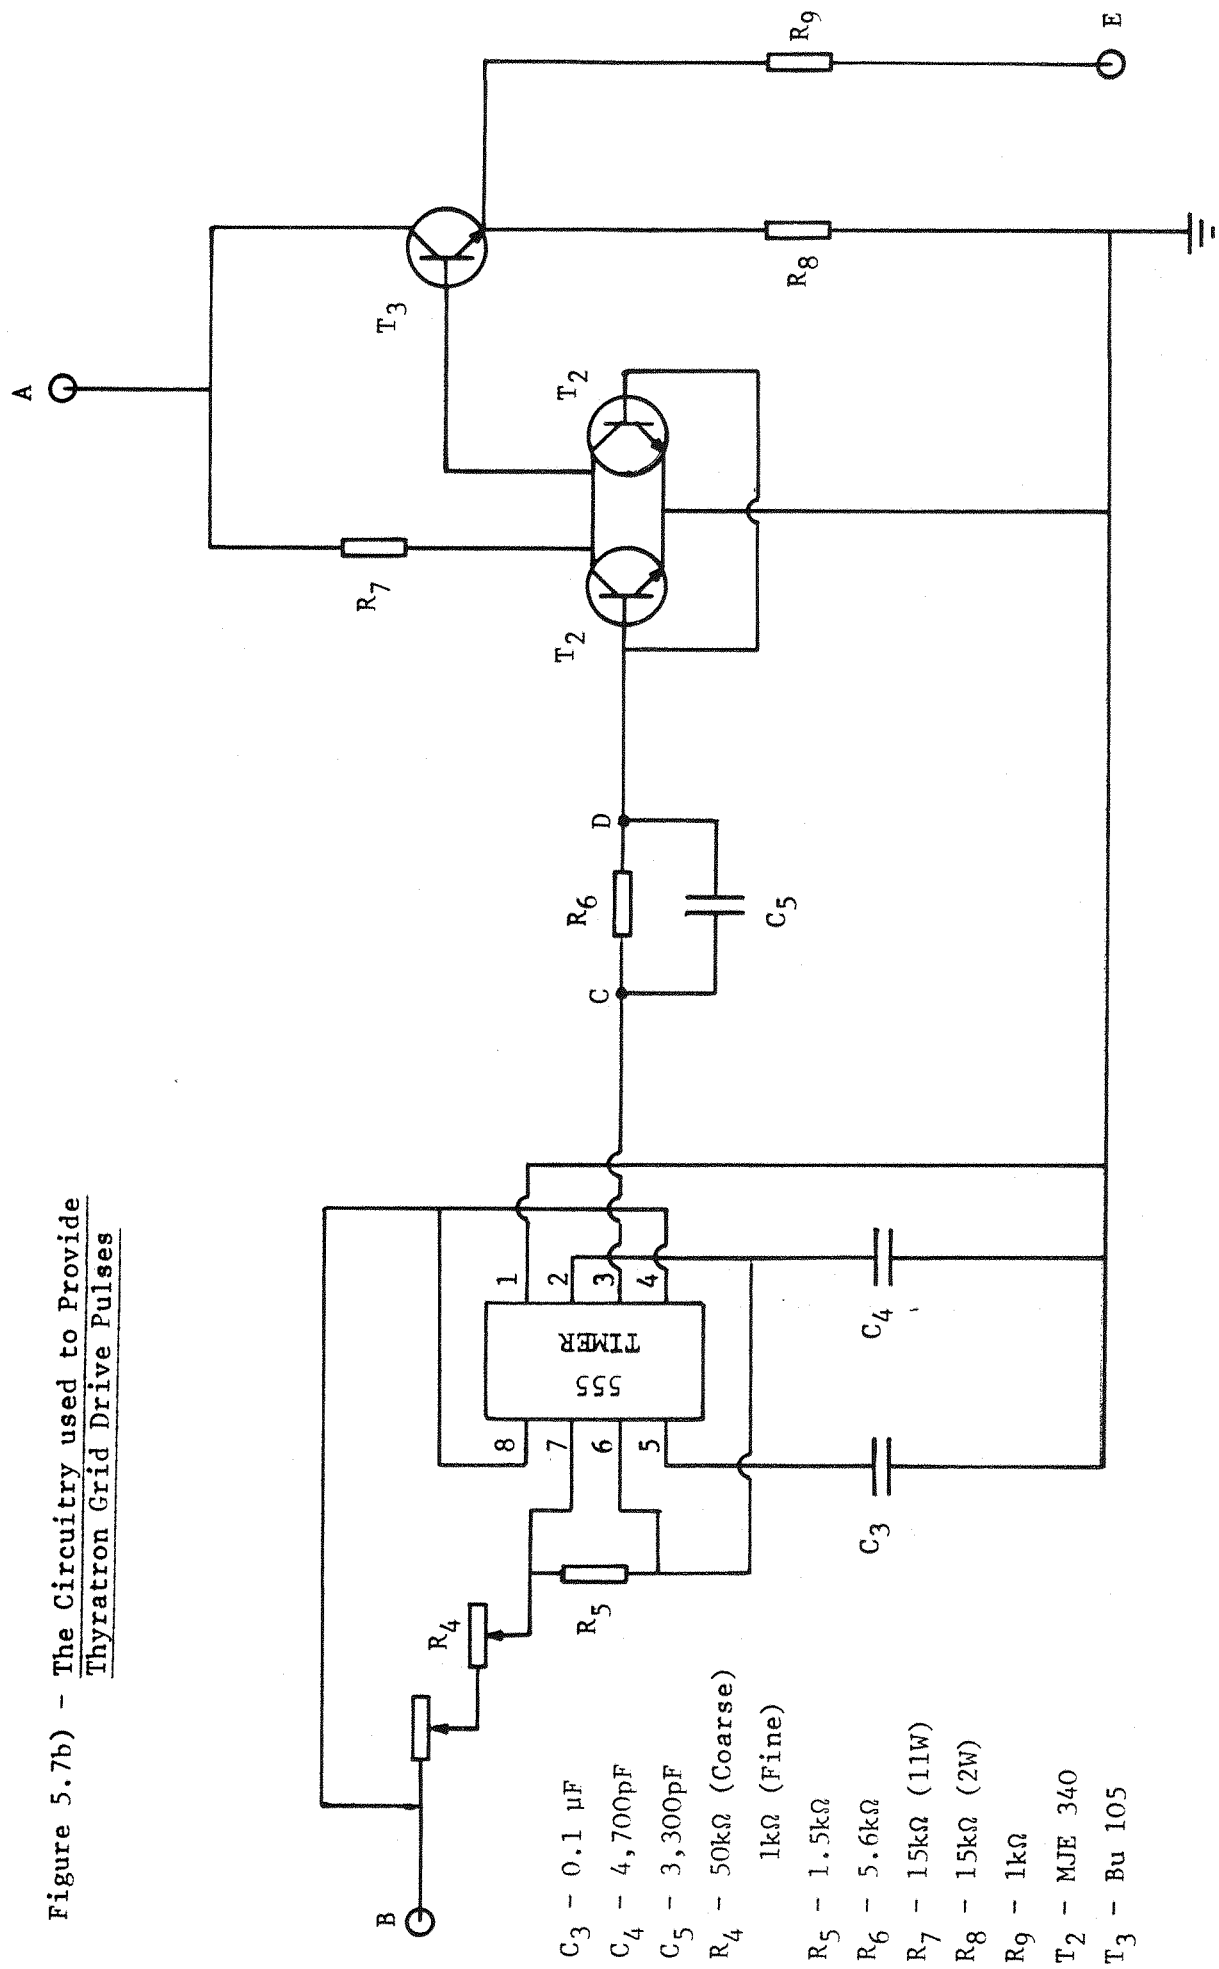 Figure 5.7b) - The Circuitry used to Provide
Thyratron Grid Drive Pulses
A
B
R4
R5
8
7
6
5
555
TIMER
1
2
3
4
C3
C4
C
R6
D
C5
T2
T2
R7
T3
R8
R9
E
C3 - 0.1 µF
C4 - 4,700pF
C5 - 3,300pF
R4 - 50kΩ (Coarse)
1kΩ (Fine)
R5 - 1.5kΩ
R6 - 5.6kΩ
R7 - 15kΩ (11W)
R8 - 15kΩ (2W)
R9 - 1kΩ
T2 - MJE 340
T3 - Bu 105